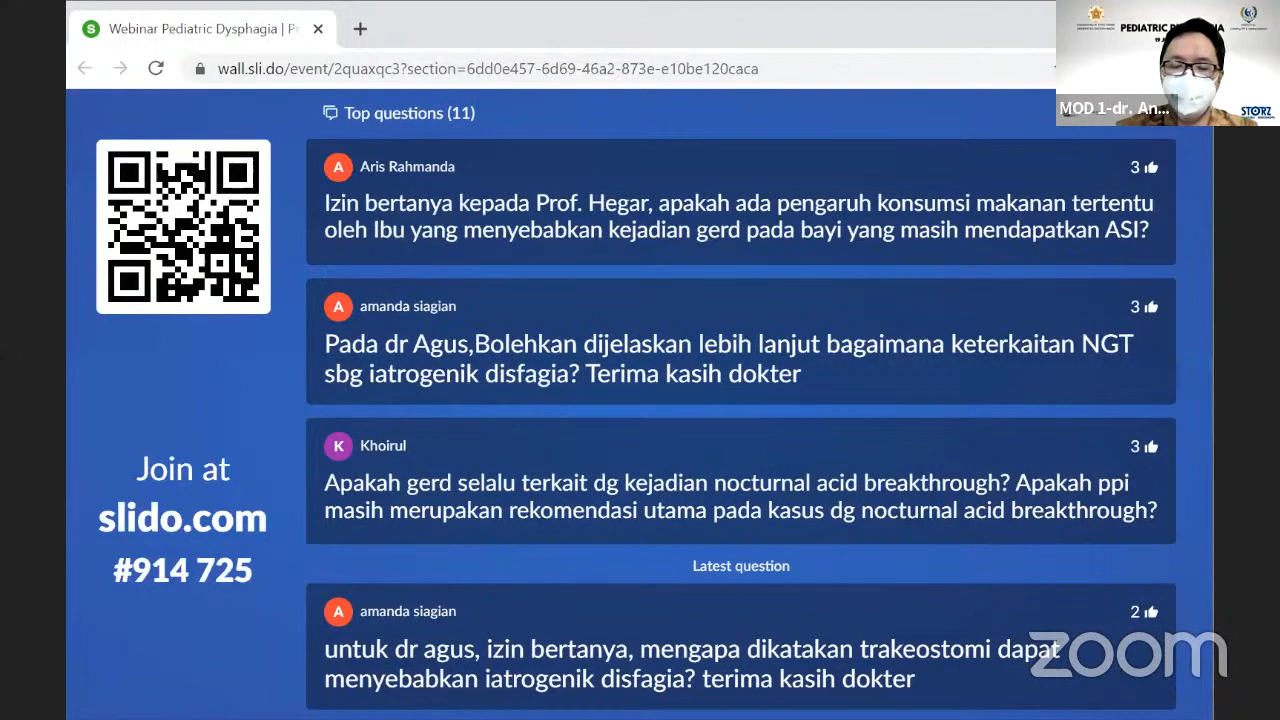 Webinar Pediatric Dysphagia | Pr
wall.sli.do/event/2quaxqc3?section=6dd0e457-6d69-46a2-873e-e10be120caca
PEDIATRIC
MOD 1-dr. An...
STORZ
Top questions (11)
A Aris Rahmanda 3
Izin bertanya kepada Prof. Hegar, apakah ada pengaruh konsumsi makanan tertentu
oleh Ibu yang menyebabkan kejadian gerd pada bayi yang masih mendapatkan ASI?
A amanda siagian 3
Pada dr Agus,Bolehkan dijelaskan lebih lanjut bagaimana keterkaitan NGT
sbg iatrogenik disfagia? Terima kasih dokter
K Khoirul 3
Apakah gerd selalu terkait dg kejadian nocturnal acid breakthrough? Apakah ppi
masih merupakan rekomendasi utama pada kasus dg nocturnal acid breakthrough?
Join at
slido.com
#914 725
Latest question
A amanda siagian 2
untuk dr agus, izin bertanya, mengapa dikatakan trakeostomi dapat
menyebabkan iatrogenik disfagia? terima kasih dokter
zoom